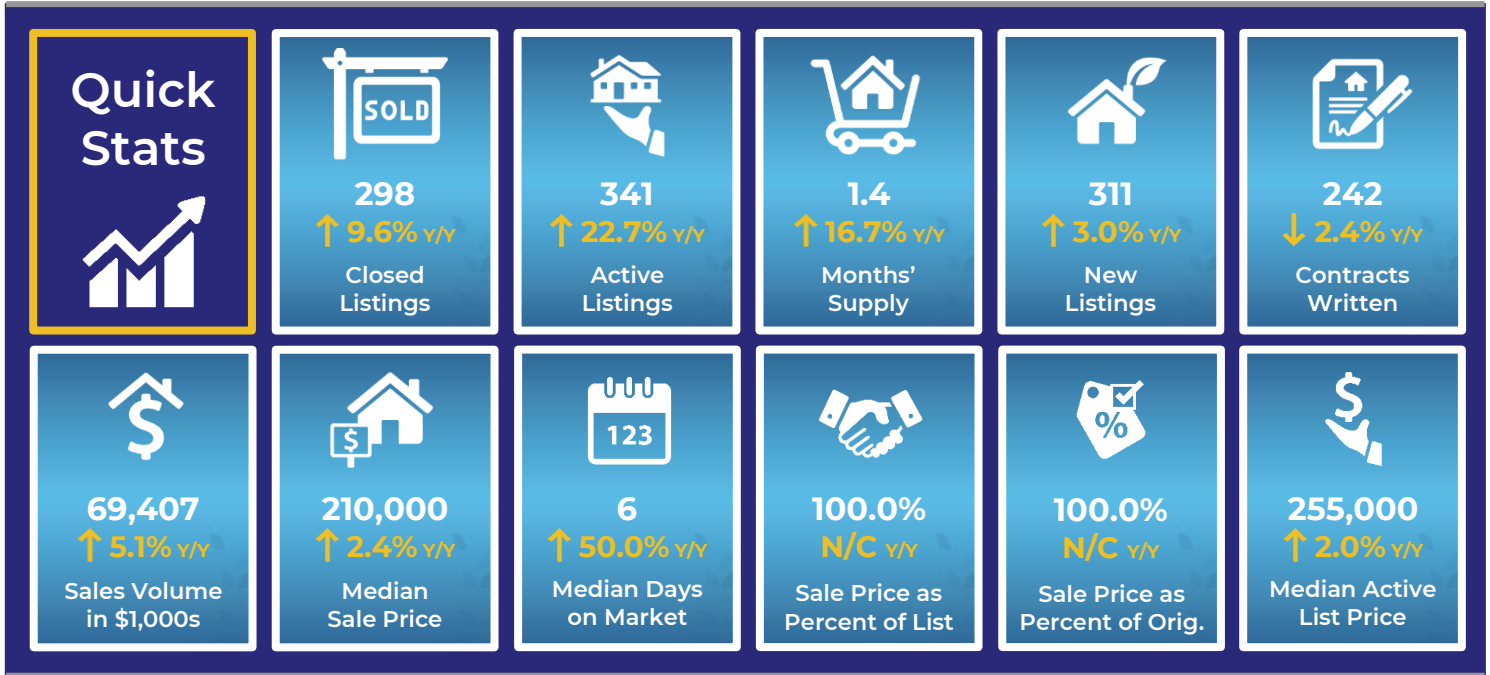 Quick
Stats
SOLD
298
↑ 9.6% Y/Y
Closed
Listings
341
↑ 22.7% Y/Y
Active
Listings
1.4
↑ 16.7% Y/Y
Months’
Supply
311
↑ 3.0% Y/Y
New
Listings
242
↓ 2.4% Y/Y
Contracts
Written
$
69,407
↑ 5.1% Y/Y
Sales Volume
in $1,000s
$
210,000
↑ 2.4% Y/Y
Median
Sale Price
123
6
↑ 50.0% Y/Y
Median Days
on Market
100.0%
N/C Y/Y
Sale Price as
Percent of List
%
100.0%
N/C Y/Y
Sale Price as
Percent of Orig.
$
255,000
↑ 2.0% Y/Y
Median Active
List Price